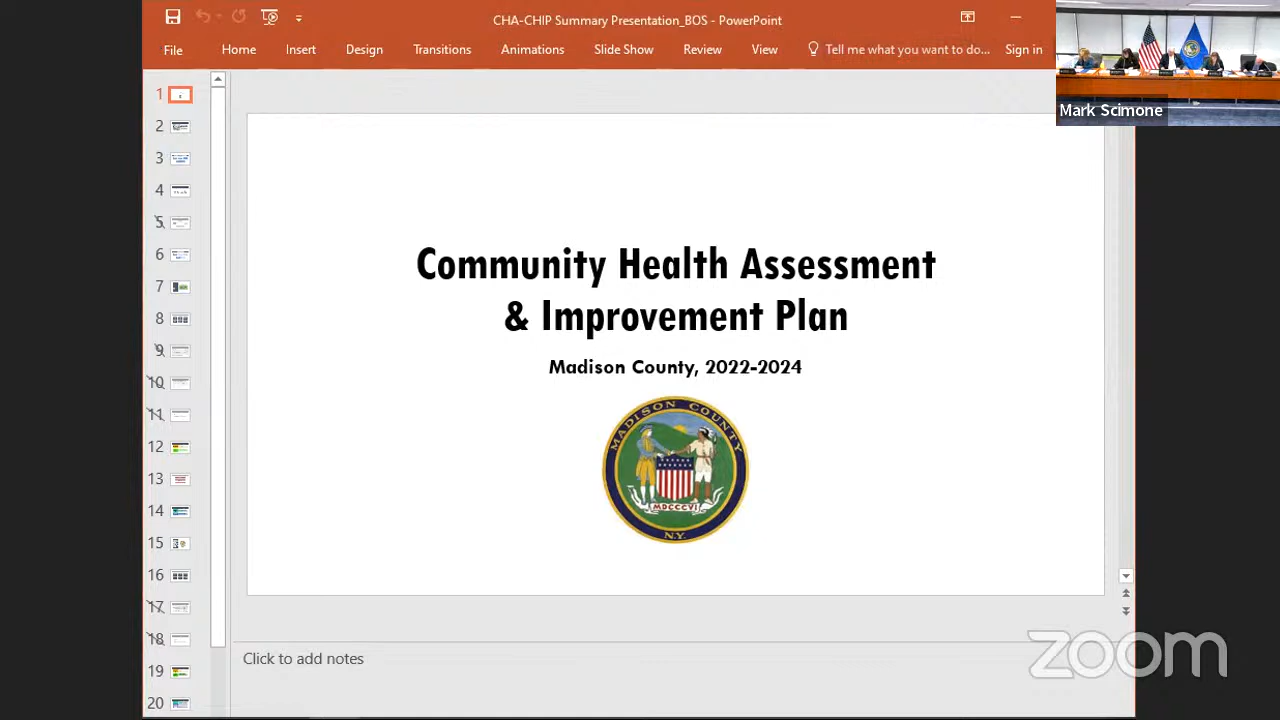 CHA-CHIP Summary Presentation_BOS - PowerPoint
File
Home
Insert
Design
Transitions
Animations
Slide Show
Review
View
Tell me what you want to do...
Sign in
Mark Scimone
1
2
3
4
5
6
7
8
9
10
11
12
13
14
15
16
17
18
19
20
Community Health Assessment
& Improvement Plan
Madison County, 2022-2024
MADISON COUNTY
MDCCCVI
N.Y.
Click to add notes
zoom